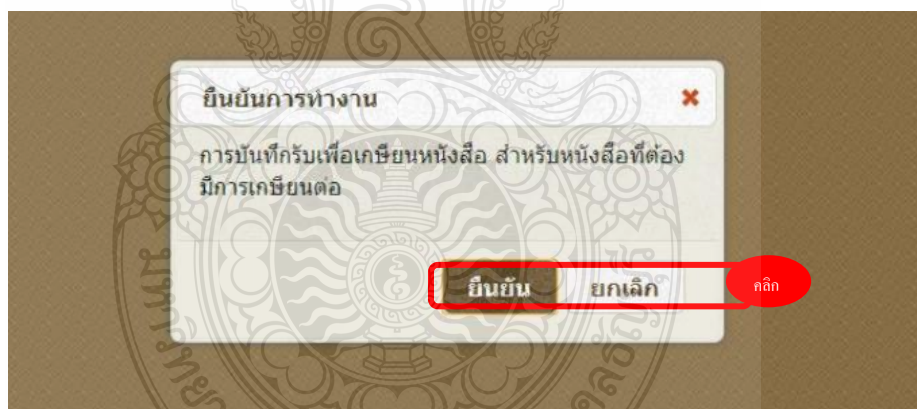 ยืนยันการทำงาน
การบันทึกรับเพื่อเกษียนหนังสือ สำหรับหนังสือที่ต้อง
มีการเกษียนต่อ
ยืนยัน ยกเลิก คลิก